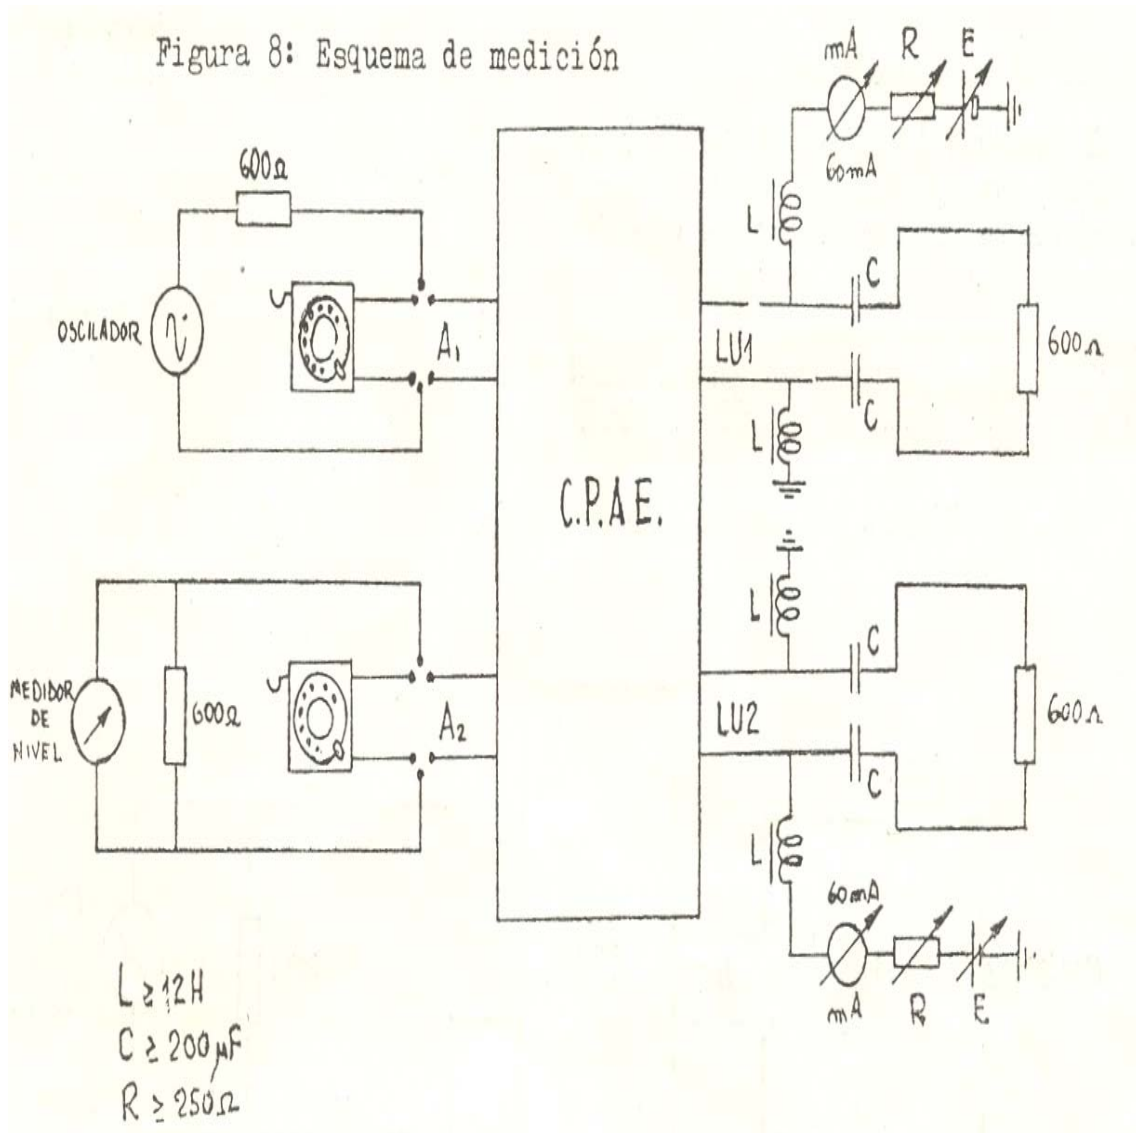 Figura 8: Esquema de medición
mA R E
60mA
600Ω
L
C
OSCILADOR
A1
LU1
600Ω
L
C
C.P.A.E.
L
C
MEDIDOR
DE
NIVEL
600Ω
A2
LU2
600Ω
C
L
60mA
mA R E
L ≥ 12H
C ≥ 200µF
R ≥ 250Ω